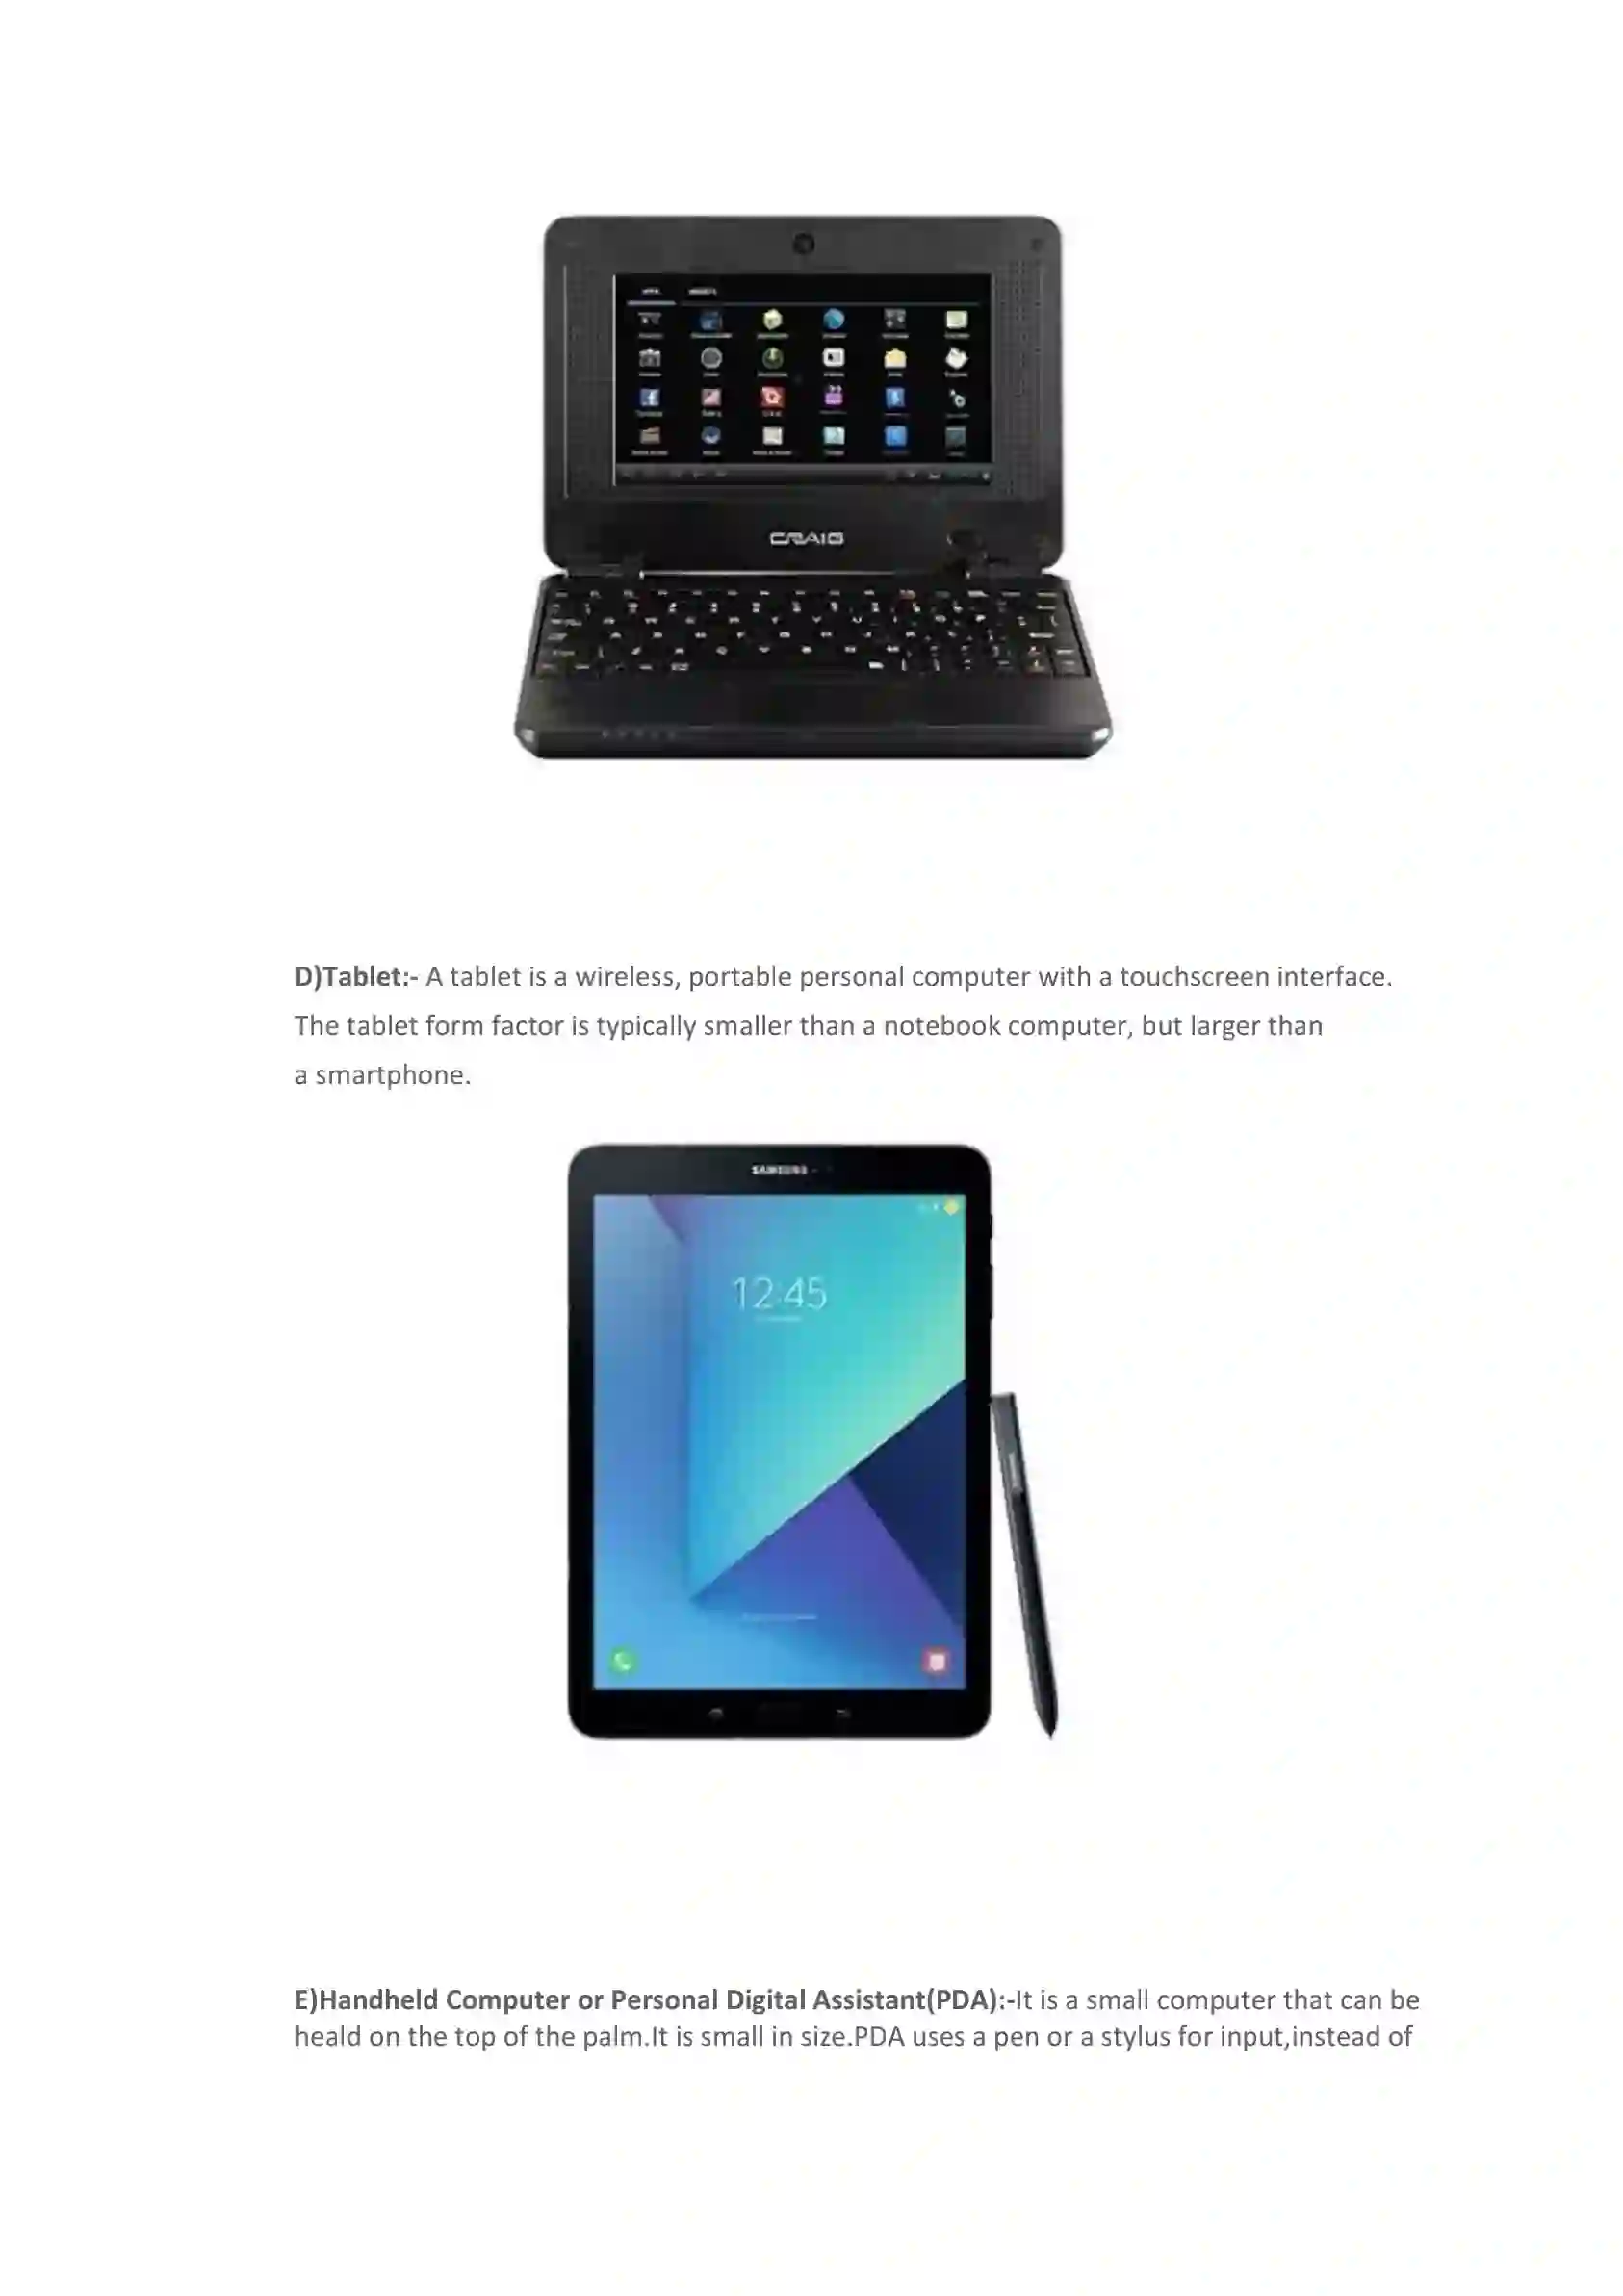 CRAIG
D)Tablet:- A tablet is a wireless, portable personal computer with a touchscreen interface.
The tablet form factor is typically smaller than a notebook computer, but larger than
a smartphone.
SAMSUNG
12:45
E)Handheld Computer or Personal Digital Assistant(PDA):-It is a small computer that can be
heald on the top of the palm.It is small in size.PDA uses a pen or a stylus for input,instead of